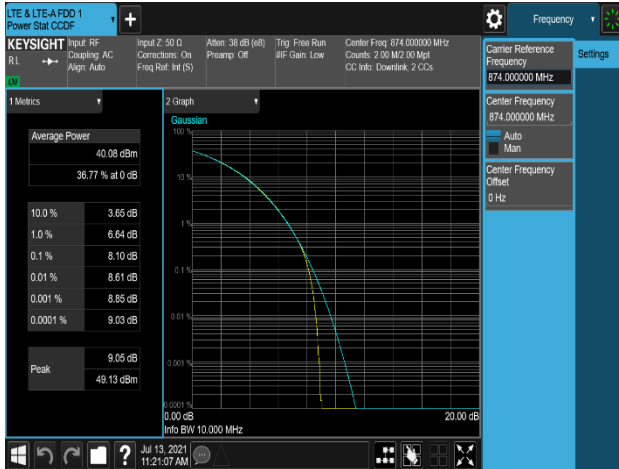 LTE & LTE-A FDD 1
Power Stat CCDF
Frequency
KEYSIGHT
RL
LV
Input: RF
Coupling: AC
Align: Auto
Input Z: 50 Ω
Corrections: On
Freq Ref: Int (S)
Atten: 38 dB (e8)
Preamp: Off
Trig: Free Run
#IF Gain: Low
Center Freq: 874.000000 MHz
Counts: 2.00 M/2.00 Mpt
CC Info: Downlink, 2 CCs
Carrier Reference
Frequency
874.000000 MHz
Settings
Center Frequency
874.000000 MHz
Auto
Man
Center Frequency
Offset
0 Hz
1 Metrics
Average Power
40.08 dBm
36.77 % at 0 dB
10.0 % 3.65 dB
1.0 % 6.64 dB
0.1 % 8.10 dB
0.01 % 8.61 dB
0.001 % 8.85 dB
0.0001 % 9.03 dB
Peak
9.05 dB
49.13 dBm
2 Graph
Gaussian
100 %
10 %
1 %
0.1 %
0.01 %
0.001 %
0.0001 %
0.00 dB 20.00 dB
Info BW 10.000 MHz
?
Jul 13, 2021
11:21:07 AM